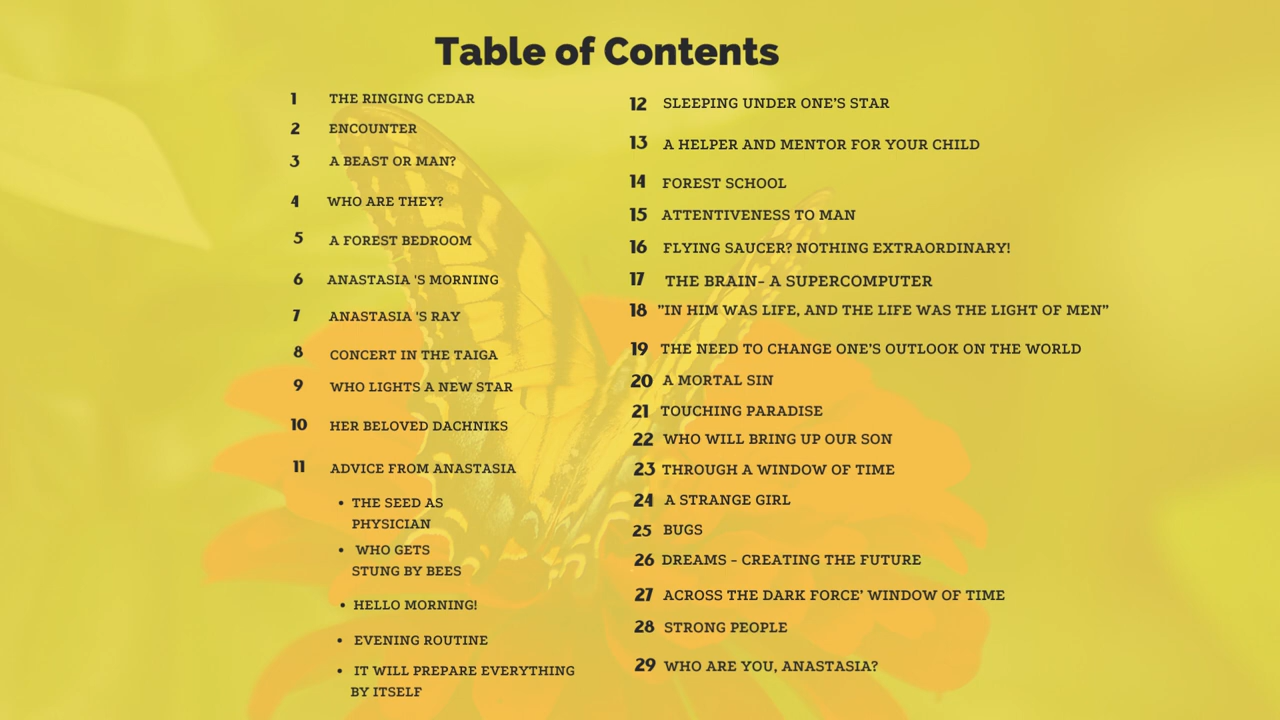 Table of Contents
1 THE RINGING CEDAR
2 ENCOUNTER
3 A BEAST OR MAN?
4 WHO ARE THEY?
5 A FOREST BEDROOM
6 ANASTASIA 'S MORNING
7 ANASTASIA 'S RAY
8 CONCERT IN THE TAIGA
9 WHO LIGHTS A NEW STAR
10 HER BELOVED DACHNIKS
11 ADVICE FROM ANASTASIA
• THE SEED AS
PHYSICIAN
• WHO GETS
STUNG BY BEES
• HELLO MORNING!
• EVENING ROUTINE
• IT WILL PREPARE EVERYTHING
BY ITSELF
12 SLEEPING UNDER ONE'S STAR
13 A HELPER AND MENTOR FOR YOUR CHILD
14 FOREST SCHOOL
15 ATTENTIVENESS TO MAN
16 FLYING SAUCER? NOTHING EXTRAORDINARY!
17 THE BRAIN- A SUPERCOMPUTER
18 "IN HIM WAS LIFE, AND THE LIFE WAS THE LIGHT OF MEN"
19 THE NEED TO CHANGE ONE'S OUTLOOK ON THE WORLD
20 A MORTAL SIN
21 TOUCHING PARADISE
22 WHO WILL BRING UP OUR SON
23 THROUGH A WINDOW OF TIME
24 A STRANGE GIRL
25 BUGS
26 DREAMS - CREATING THE FUTURE
27 ACROSS THE DARK FORCE' WINDOW OF TIME
28 STRONG PEOPLE
29 WHO ARE YOU, ANASTASIA?